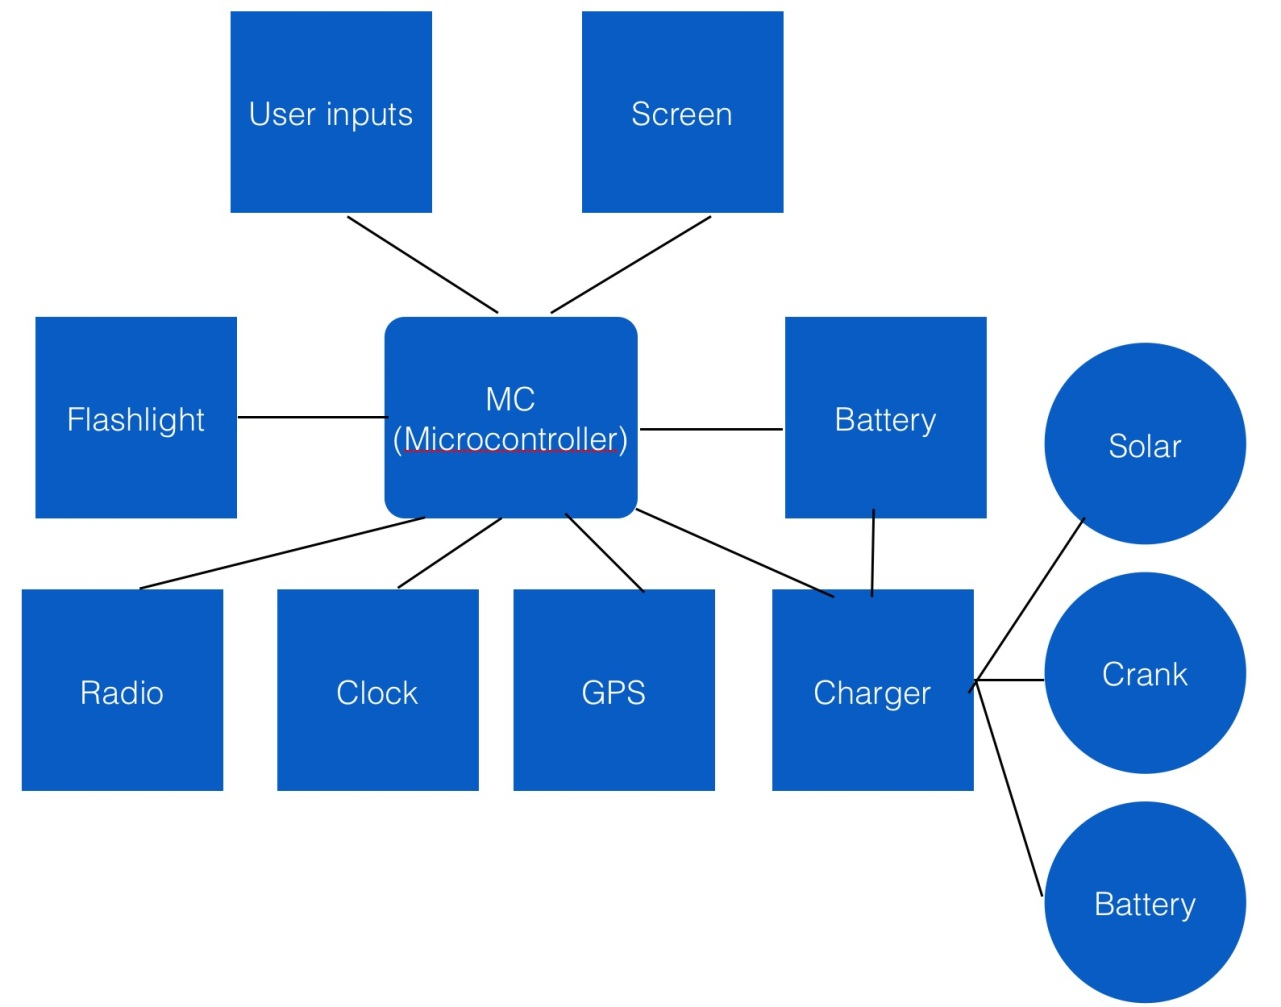 User inputs
Screen
Flashlight
MC
(Microcontroller)
Battery
Solar
Radio
Clock
GPS
Charger
Crank
Battery